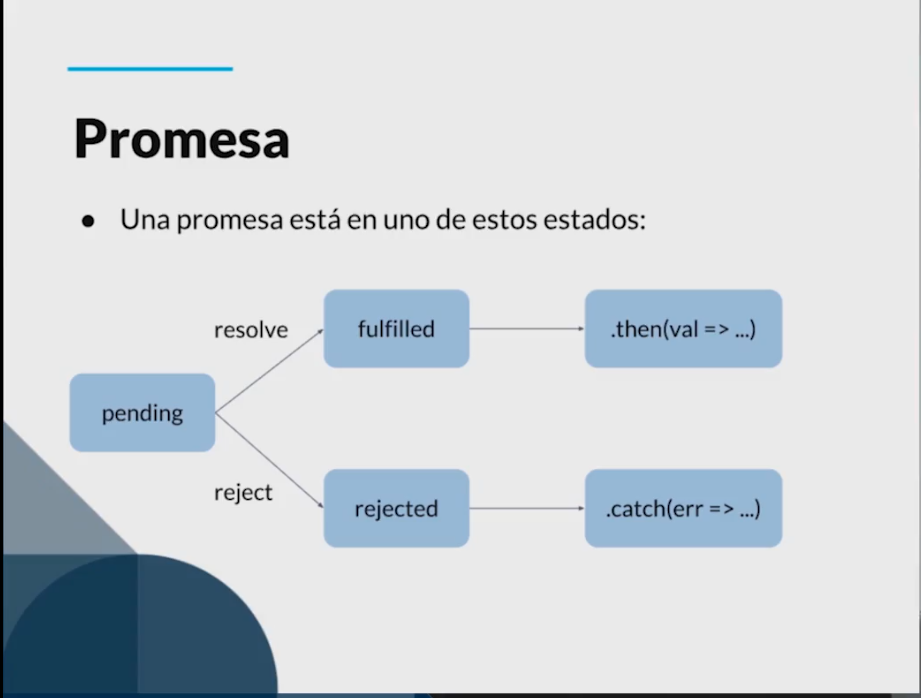 Promesa
● Una promesa está en uno de estos estados:
resolve
fulfilled
.then(val => ...)
pending
reject
rejected
.catch(err => ...)